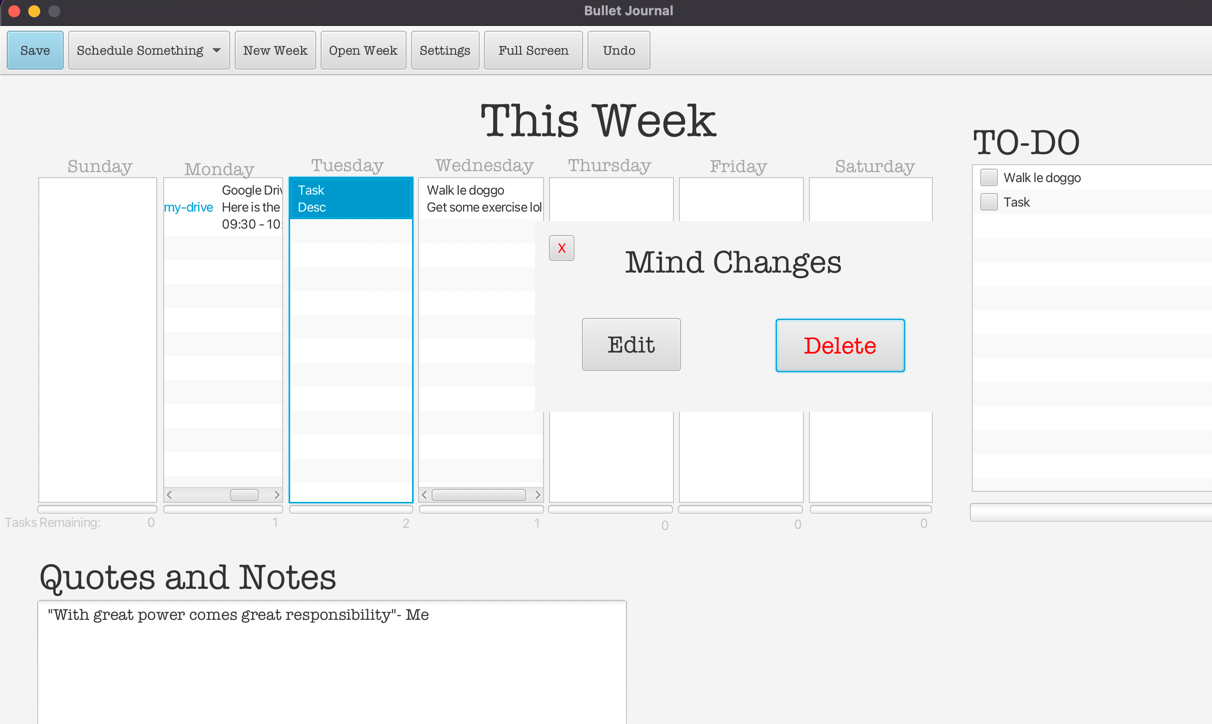 Bullet Journal
Save
Schedule Something
New Week
Open Week
Settings
Full Screen
Undo
This Week
TO-DO
Sunday
Monday
Tuesday
Wednesday
Thursday
Friday
Saturday
Google Driv
my-drive
Here is the
09:30 - 10:
Task
Desc
Walk le doggo
Get some exercise lol
X
Mind Changes
Edit
Delete
Walk le doggo
Task
Tasks Remaining:
0
1
2
1
0
0
0
Quotes and Notes
"With great power comes great responsibility"- Me